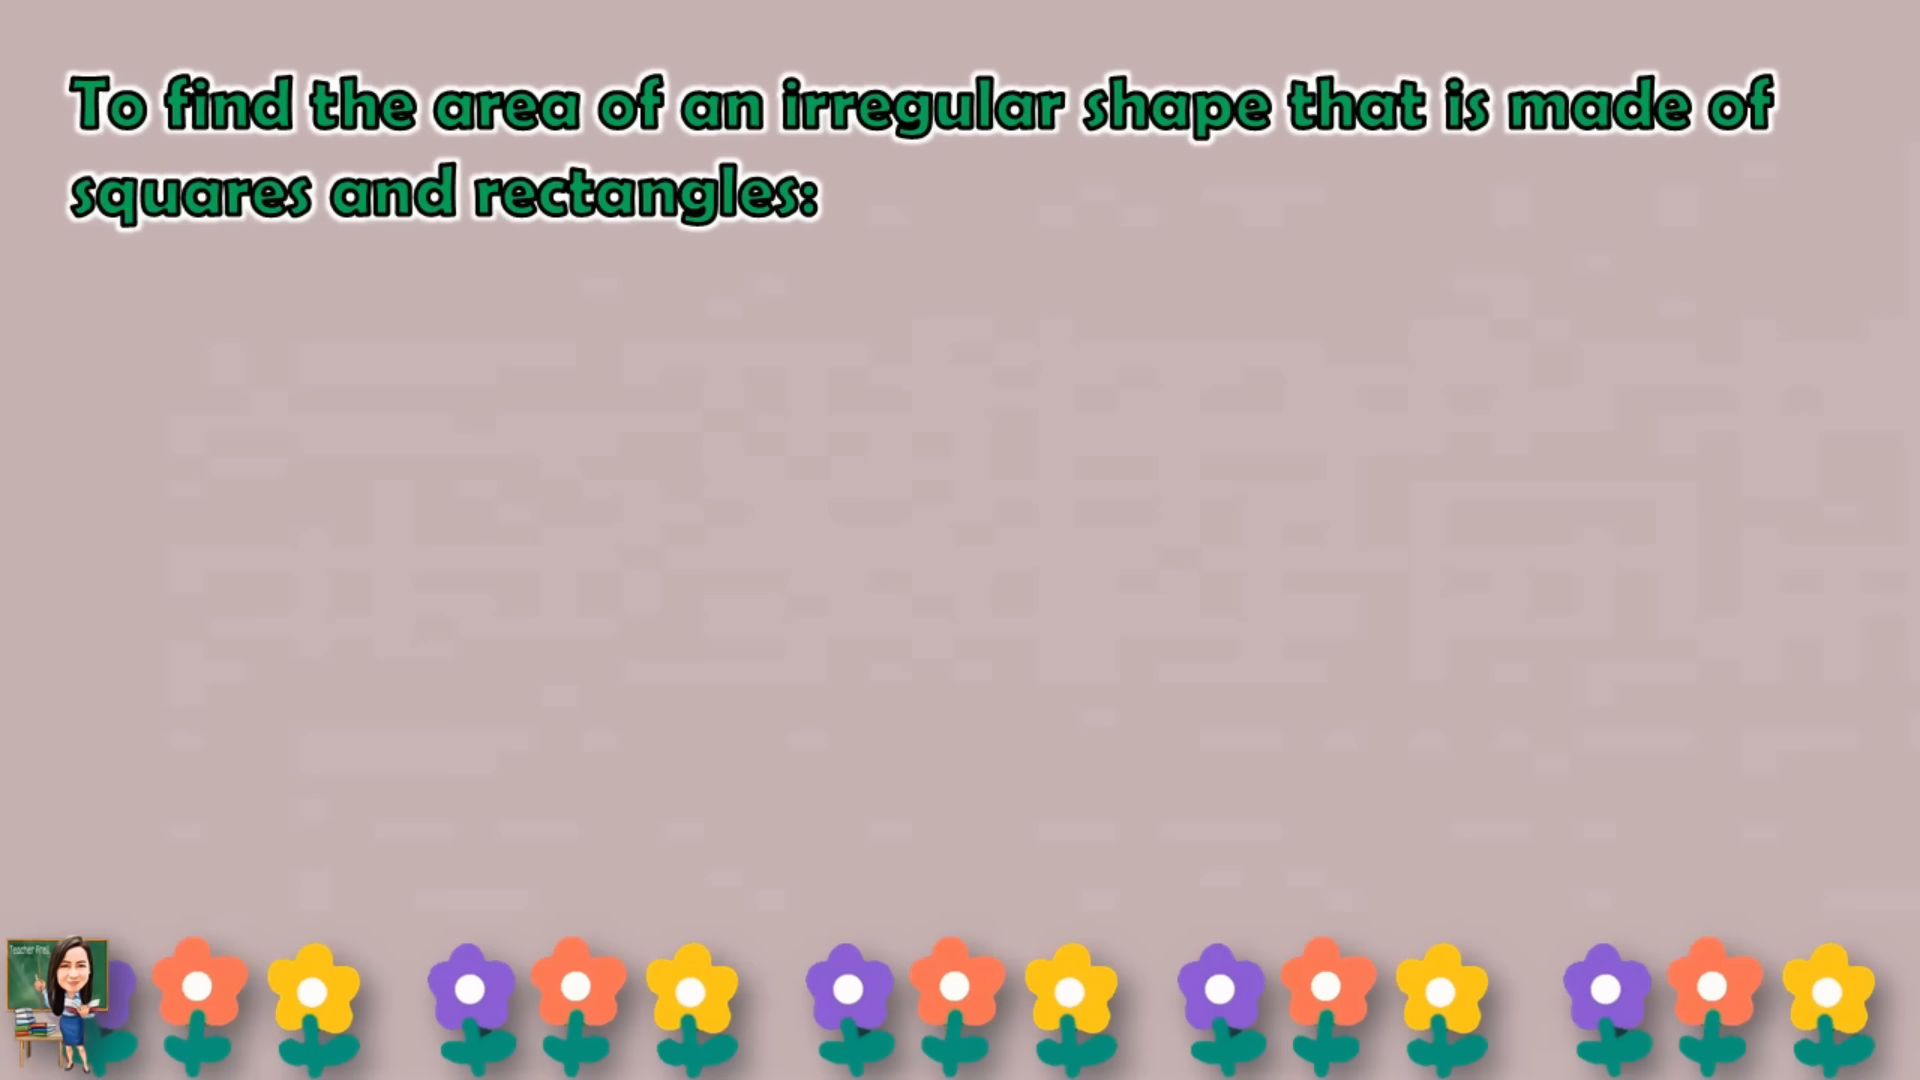 To find the area of an irregular shape that is made of
squares and rectangles: